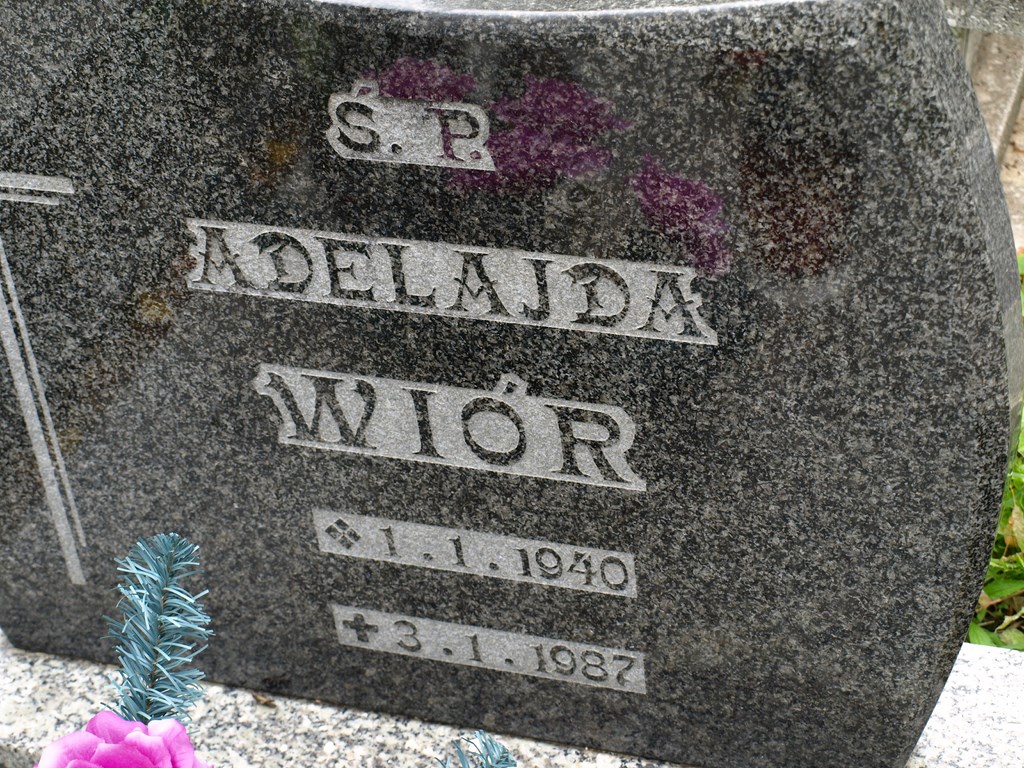 Ś. P.
ADELAJDA
WIÓR
❖ 1. 1. 1940
✝ 3. 1. 1987